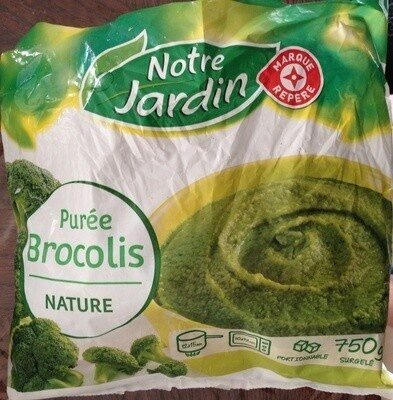 Notre
Jardin
MARQUE
REPÈRE
Purée
Brocolis
NATURE
PORTIONNABLE
750g
SURGELÉ